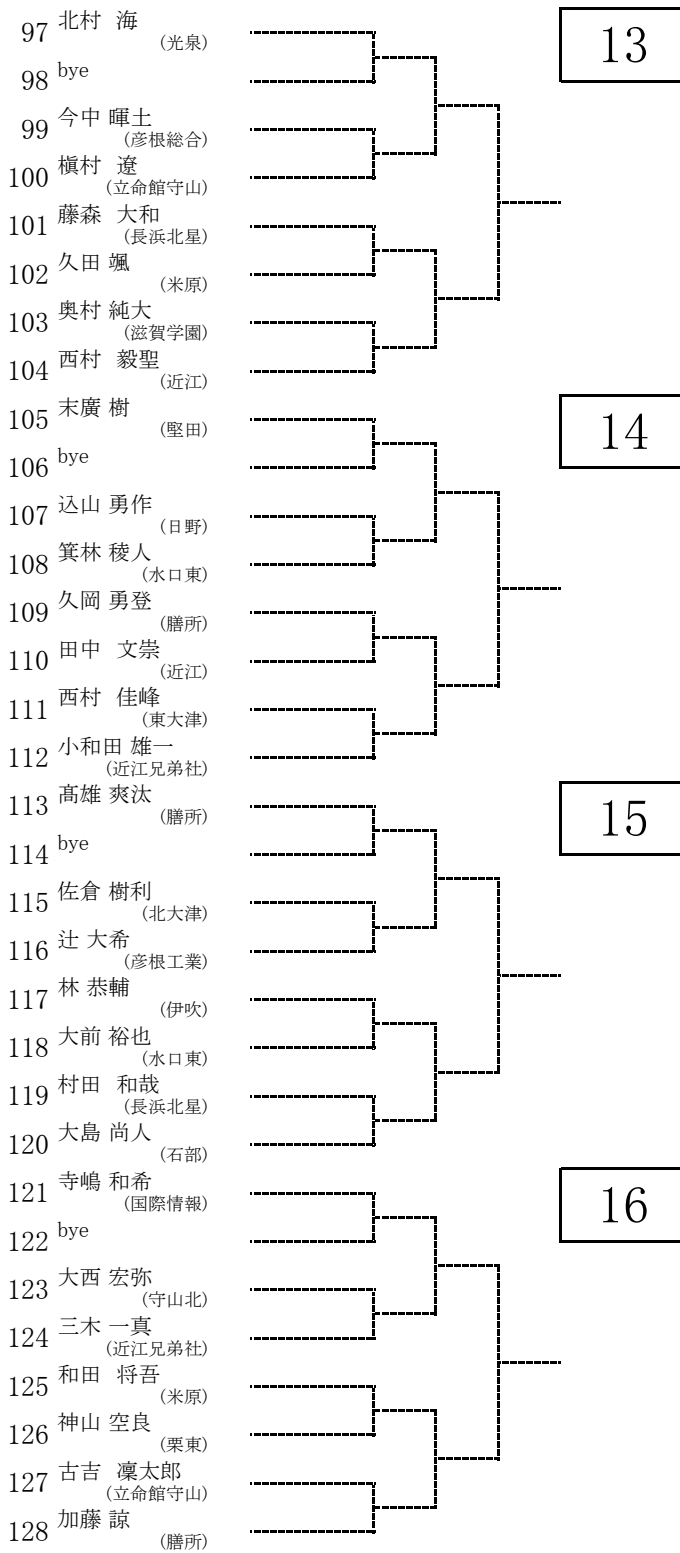 13
97 北村 海
(光泉)
98 bye
99 今中 暉土
(彦根総合)
100 槇村 遼
(立命館守山)
101 藤森 大和
(長浜北星)
102 久田 颯
(米原)
103 奥村 純大
(滋賀学園)
104 西村 毅聖
(近江)
14
105 末廣 樹
(堅田)
106 bye
107 込山 勇作
(日野)
108 箕林 稜人
(水口東)
109 久岡 勇登
(膳所)
110 田中 文崇
(近江)
111 西村 佳峰
(東大津)
112 小和田 雄一
(近江兄弟社)
15
113 髙雄 爽汰
(膳所)
114 bye
115 佐倉 樹利
(北大津)
116 辻 大希
(彦根工業)
117 林 恭輔
(伊吹)
118 大前 裕也
(水口東)
119 村田 和哉
(長浜北星)
120 大島 尚人
(石部)
16
121 寺嶋 和希
(国際情報)
122 bye
123 大西 宏弥
(守山北)
124 三木 一真
(近江兄弟社)
125 和田 将吾
(米原)
126 神山 空良
(栗東)
127 古吉 凜太郎
(立命館守山)
128 加藤 諒
(膳所)